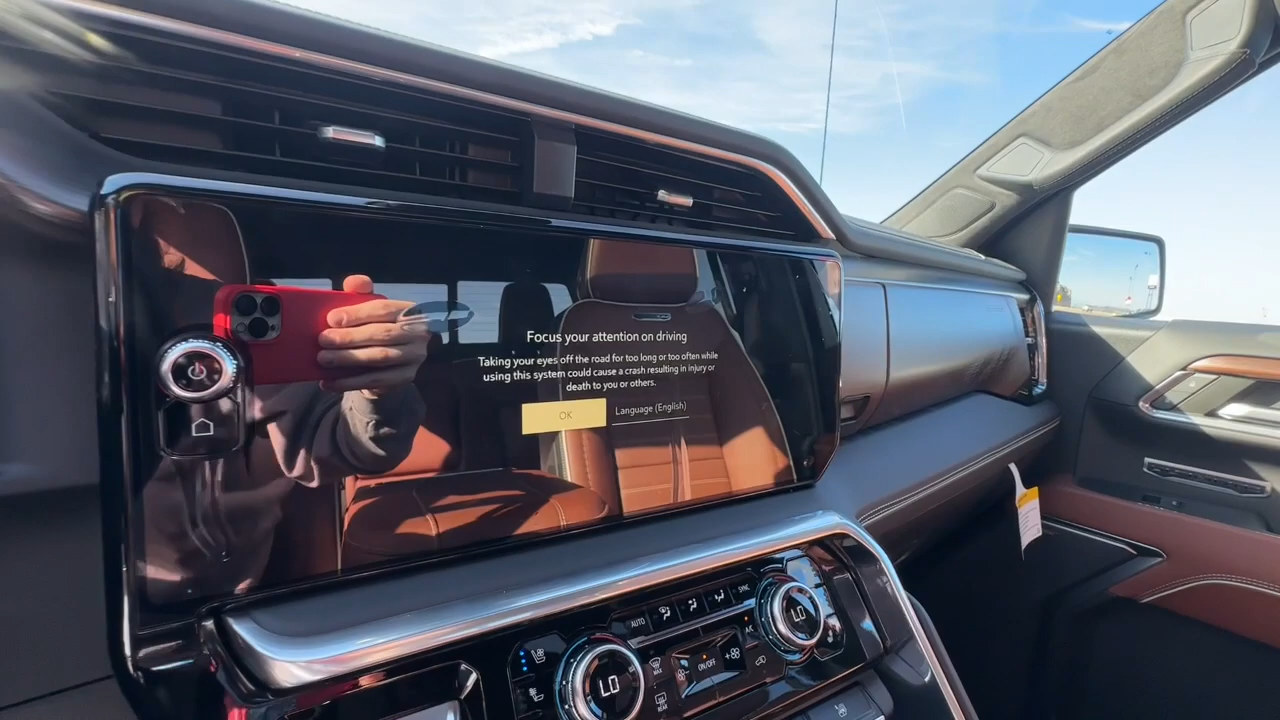 Focus your attention on driving
Taking your eyes off the road for too long or too often while
using this system could cause a crash resulting in injury or
death to you or others.
OK
Language (English)
AUTO
SYNC
A/C
LO
ON/OFF
MAX
LO
REAR